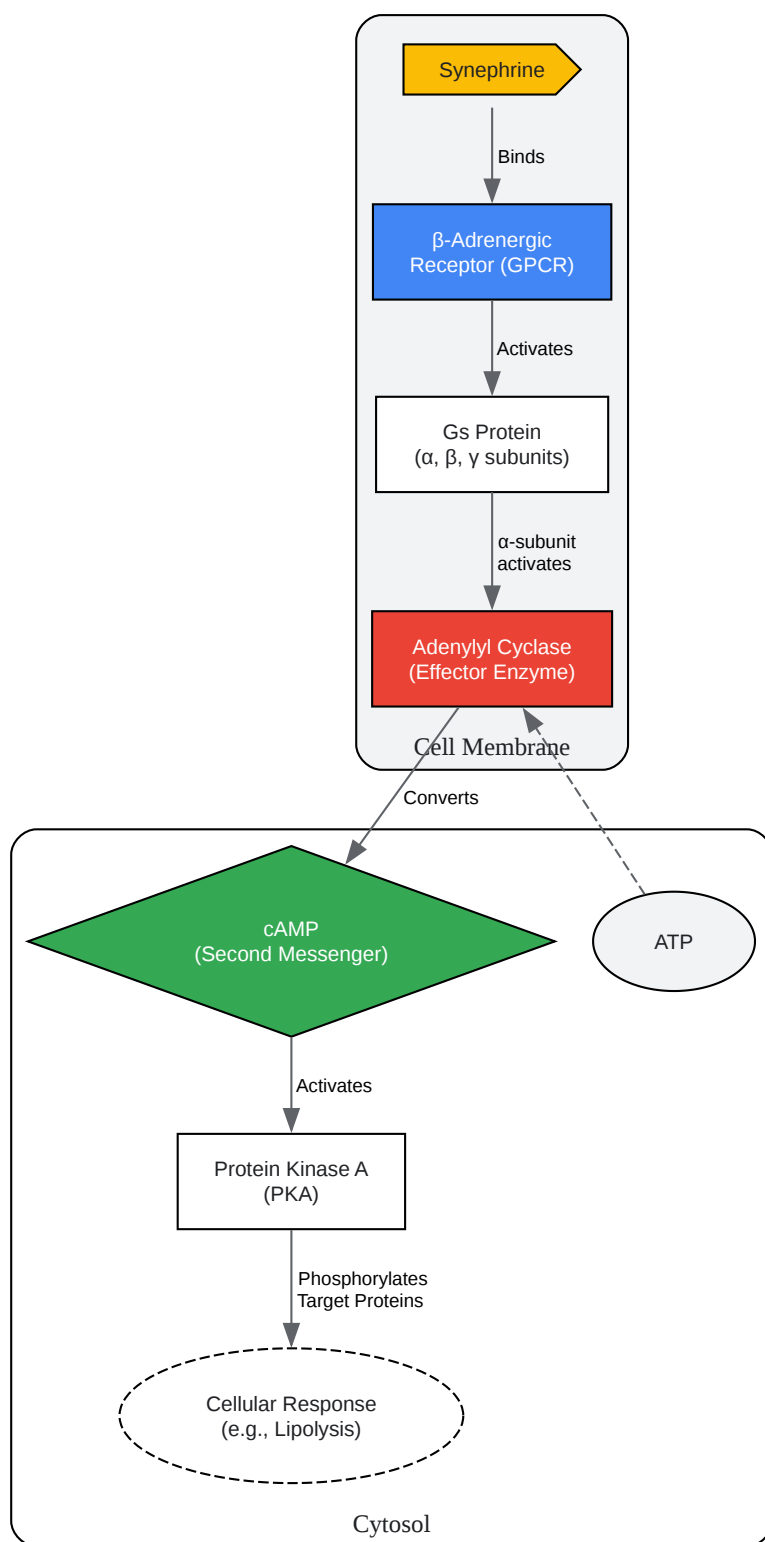 Synephrine
Binds
β-Adrenergic
Receptor (GPCR)
Activates
Gs Protein
(α, β, γ subunits)
α-subunit
activates
Adenylyl Cyclase
(Effector Enzyme)
Cell Membrane
Converts
cAMP
(Second Messenger)
ATP
Activates
Protein Kinase A
(PKA)
Phosphorylates
Target Proteins
Cellular Response
(e.g., Lipolysis)
Cytosol